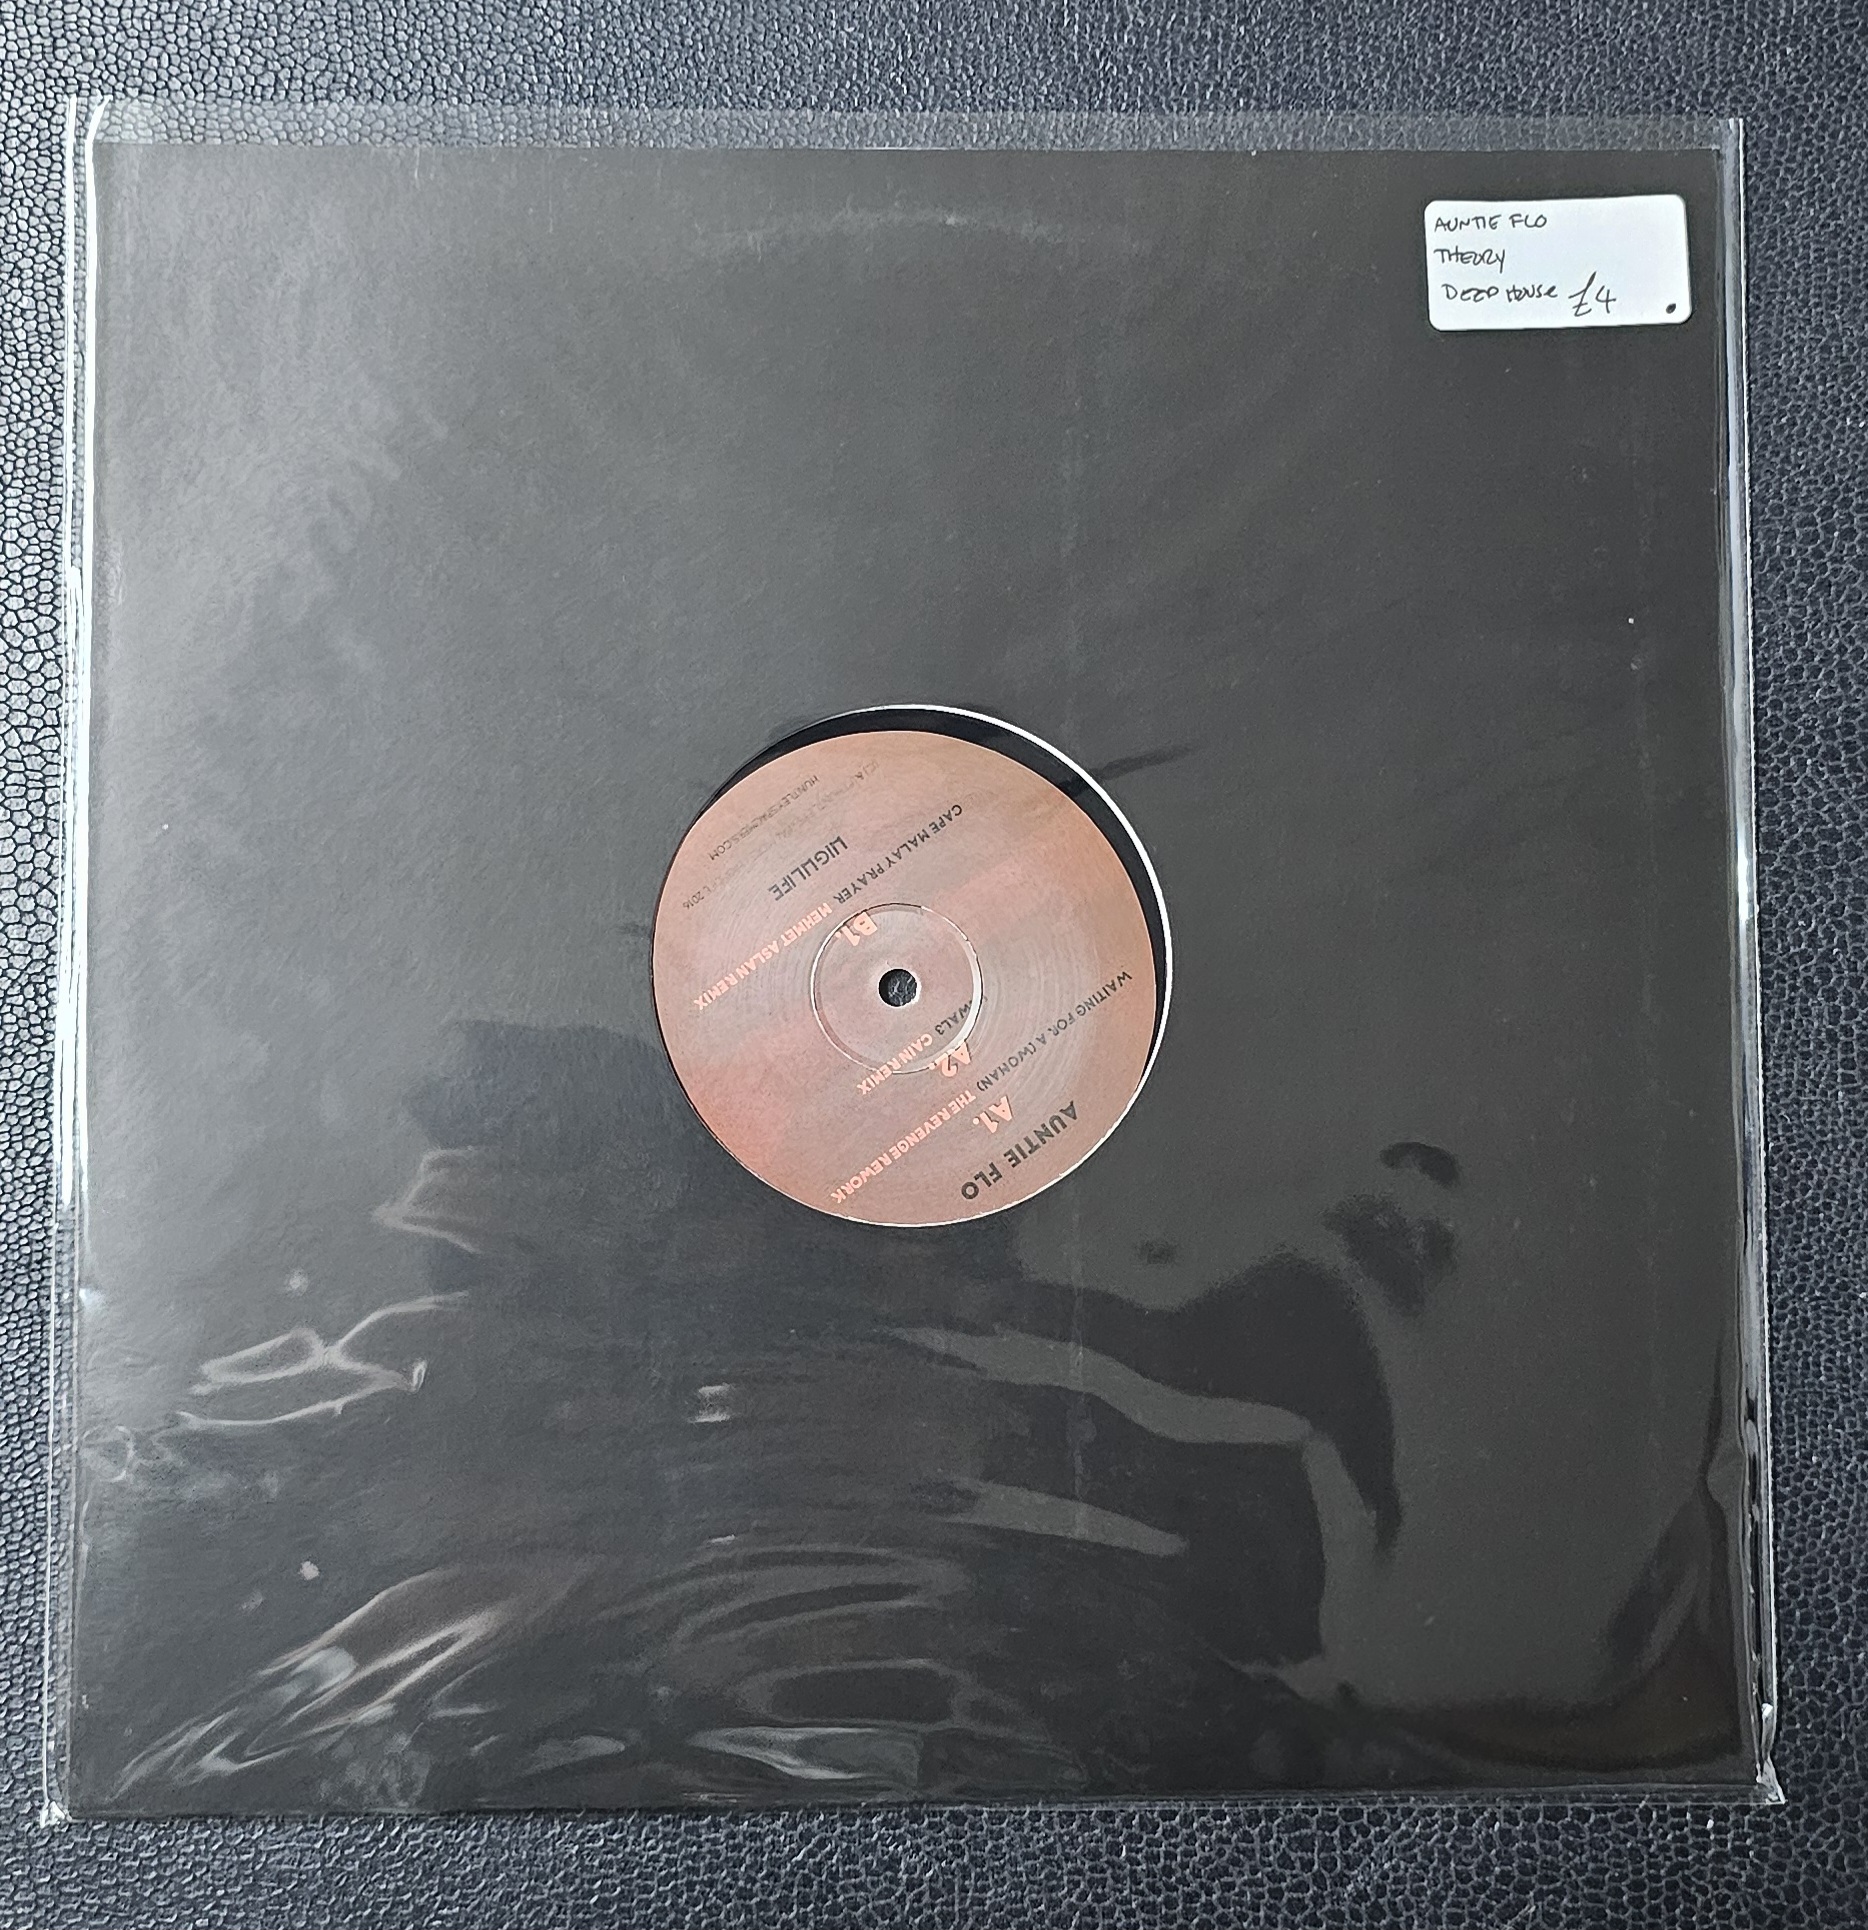 AUNTIE FLO
THEORY
DEEP HOUSE £4
AUNTIE FLO
A1. WAITING FOR A (WOMAN)
THE REVENGE REWORK
A2.
CAIN REMIX
B1. CAPE MALAY PRAYER
MEHMET ASLAN REMIX
HIGHLIFE
2016